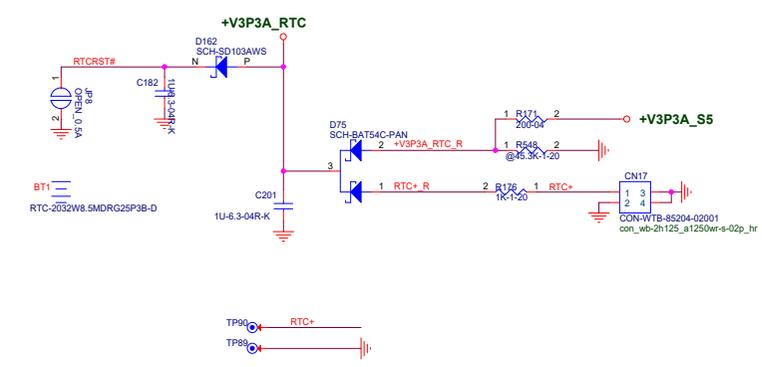 +V3P3A_RTC
D162
SCH-SD103AWS
RTCRST#
N
P
1
JP8
OPEN_0.5A
2
C182
1U-6.3-04R-K
D75
SCH-BAT54C-PAN
1
R171
2
200-04
+V3P3A_S5
2
+V3P3A_RTC_R
1
R548
2
@45.3K-1-20
3
1
RTC+_R
2
R176
1
1K-1-20
RTC+
CN17
1 3
2 4
CON-WTB-85204-02001
con_wb-2h125_a1250wr-s-02p_hr
BT1
RTC-2032W8.5MDRG25P3B-D
C201
1U-6.3-04R-K
TP90
RTC+
TP89